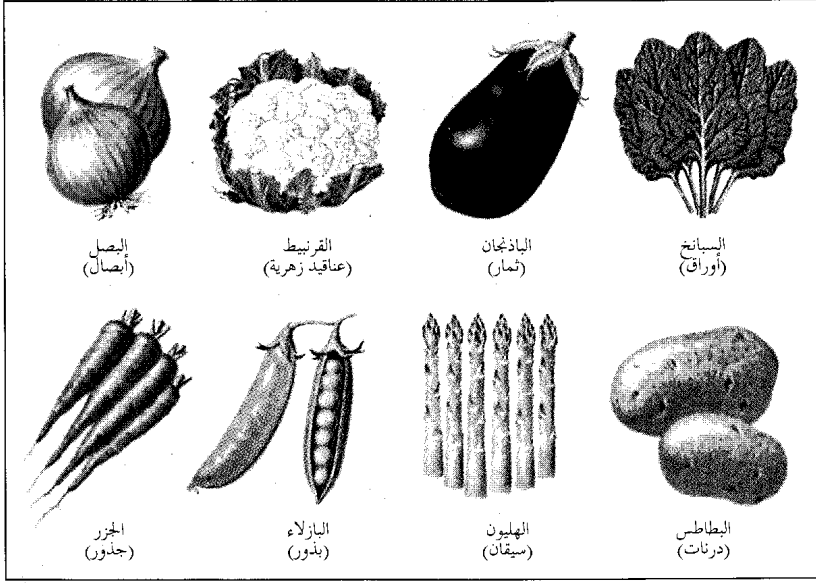 السبانخ
(أوراق)
الباذنجان
(ثمار)
القرنبيط
(عناقيد زهرية)
البصل
(أبصال)
البطاطس
(درنات)
الهليون
(سيقان)
البازلاء
(بذور)
الجزر
(جذور)